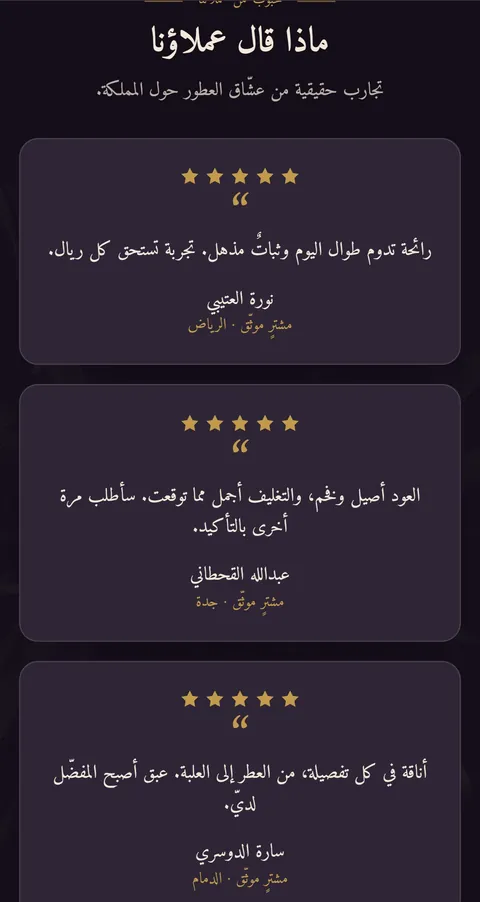 ماذا قال عملاؤنا
تجارب حقيقية من عشّاق العطور حول المملكة.
“
رائحة تدوم طوال اليوم وثباتٌ مذهل. تجربة تستحق كل ريال.
نورة العتيبي
مشترٍ موثّق · الرياض
“
العود أصيل وفخم، والتغليف أجمل مما توقعت. سأطلب مرة
أخرى بالتأكيد.
عبدالله القحطاني
مشترٍ موثّق · جدة
“
أناقة في كل تفصيلة، من العطر إلى العلبة. عبق أصبح المفضّل
لديّ.
سارة الدوسري
مشترٍ موثّق · الدمام